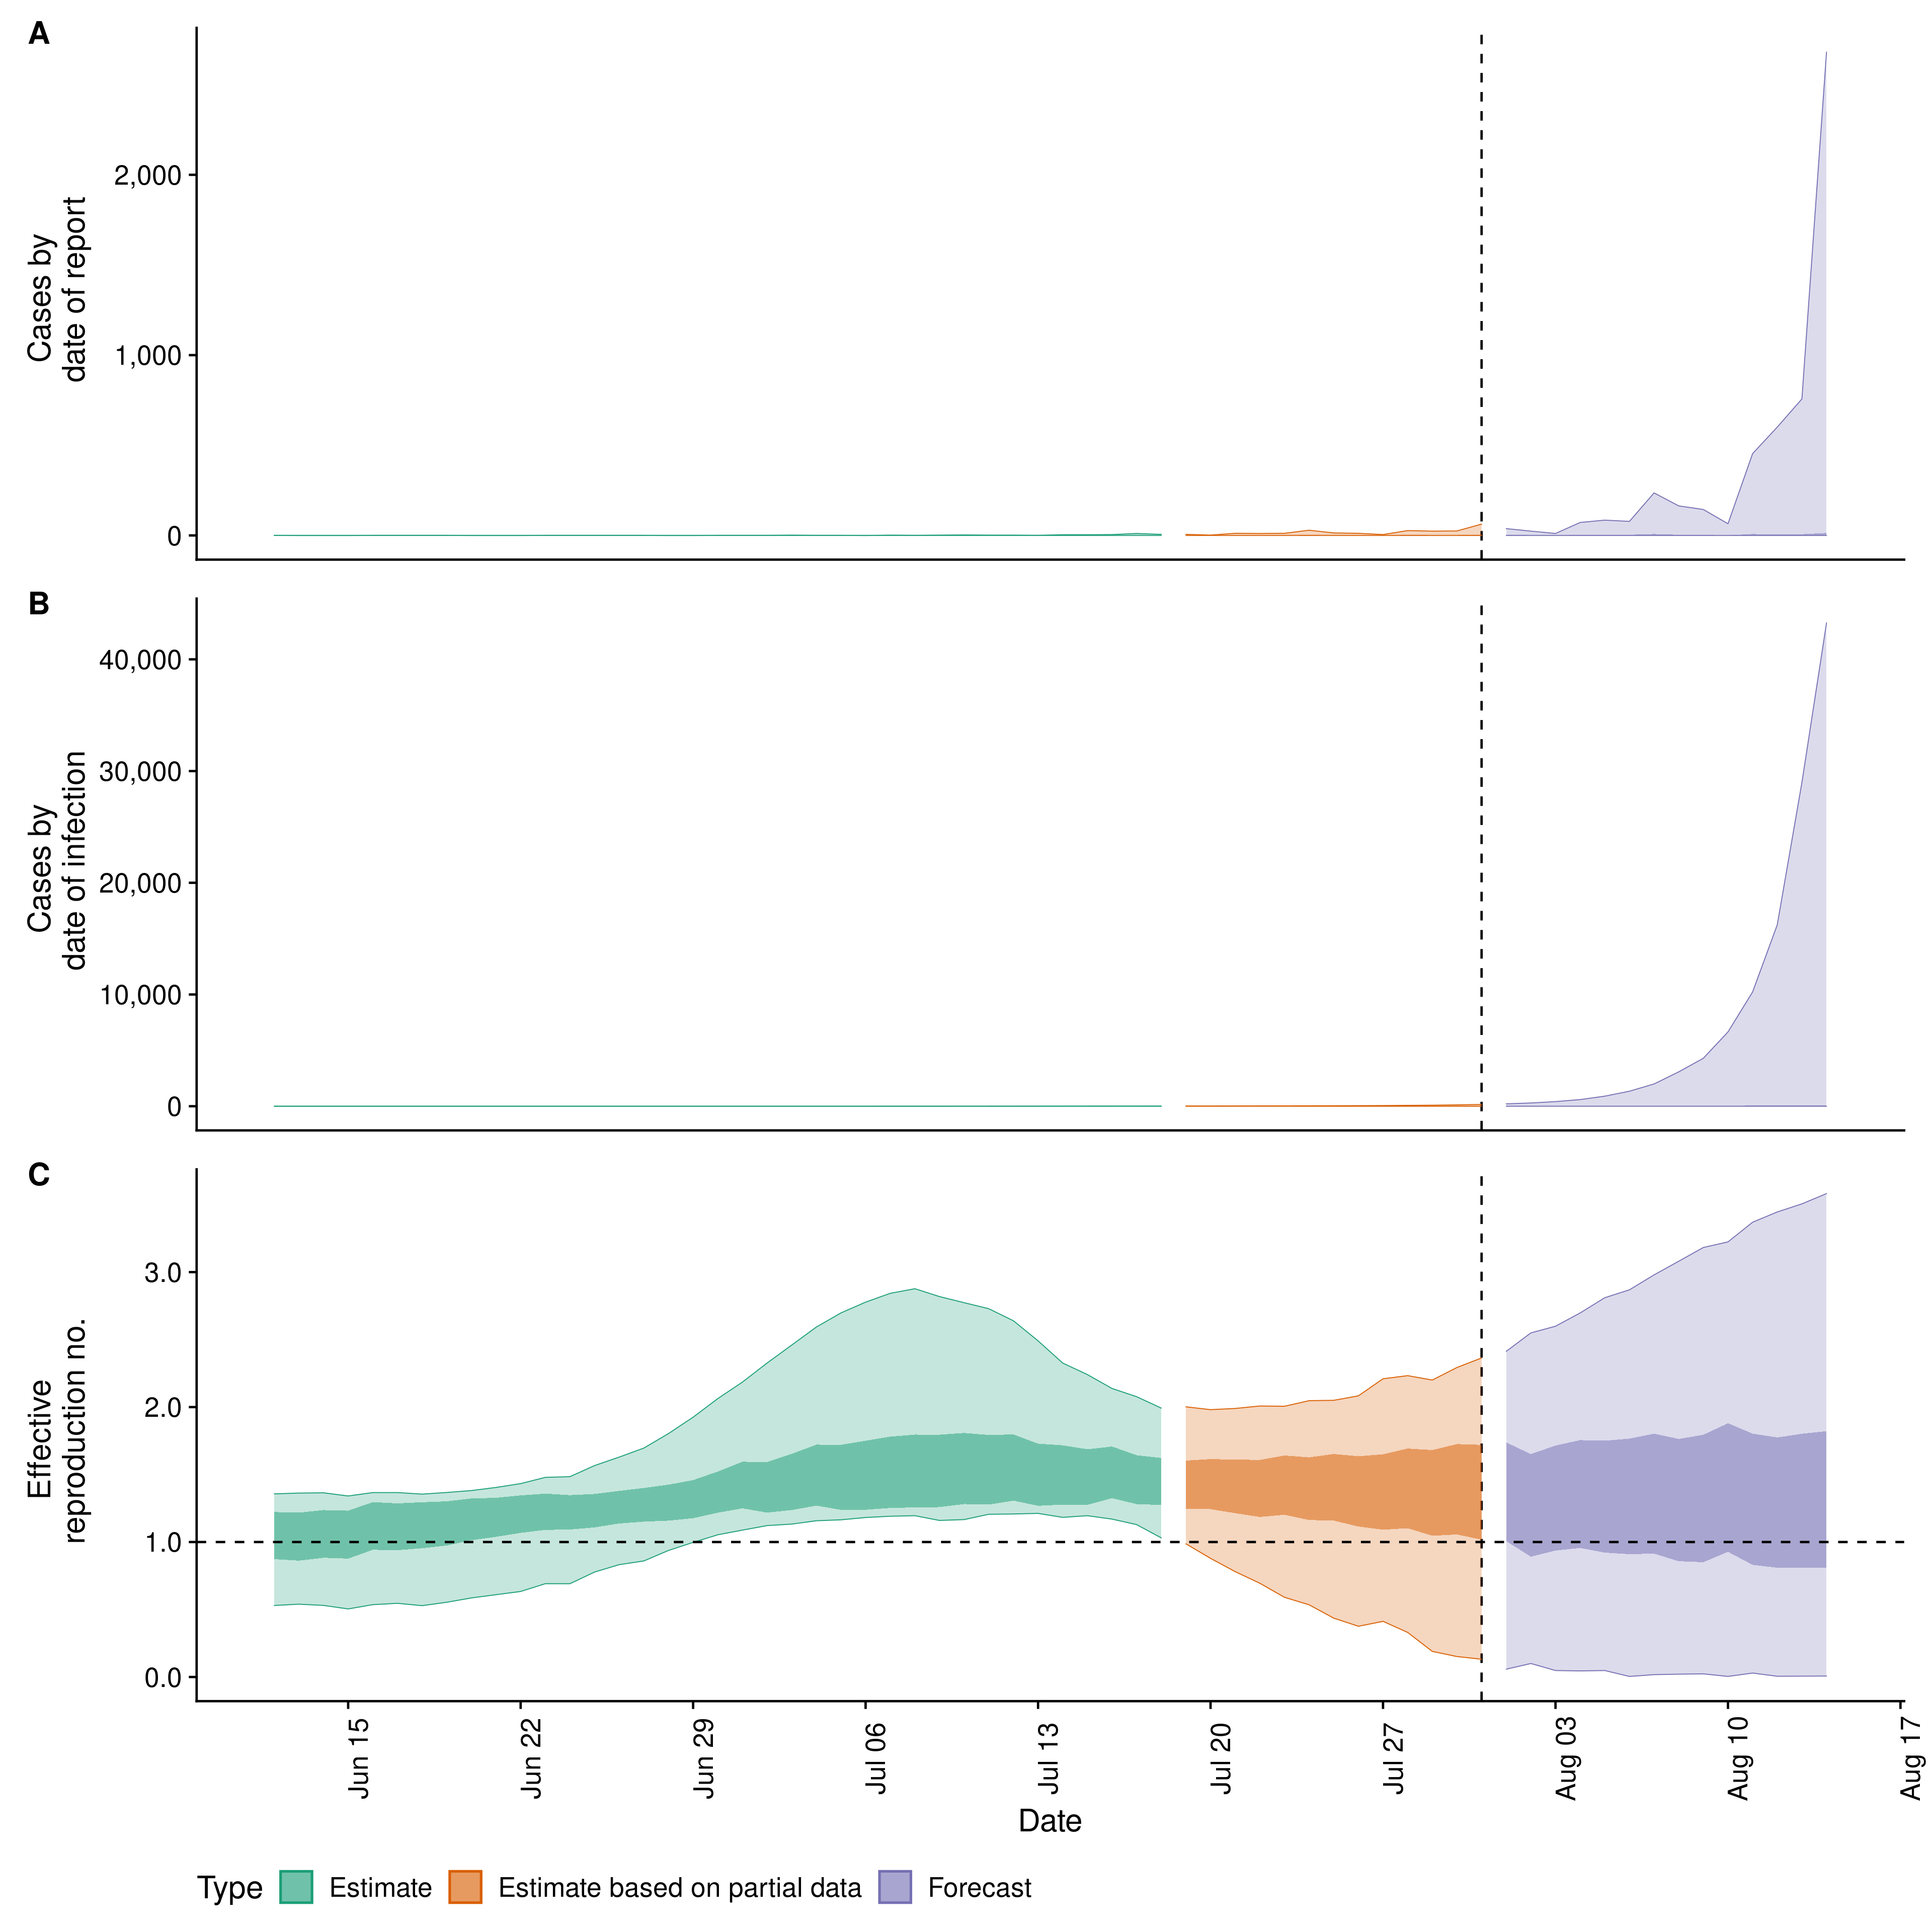 A
Cases by
date of report
2,000
1,000
0
B
Cases by
date of infection
40,000
30,000
20,000
10,000
0
C
Effective
reproduction no.
3.0
2.0
1.0
0.0
Jun 15
Jun 22
Jun 29
Jul 06
Jul 13
Jul 20
Jul 27
Aug 03
Aug 10
Aug 17
Date
Type Estimate Estimate based on partial data Forecast